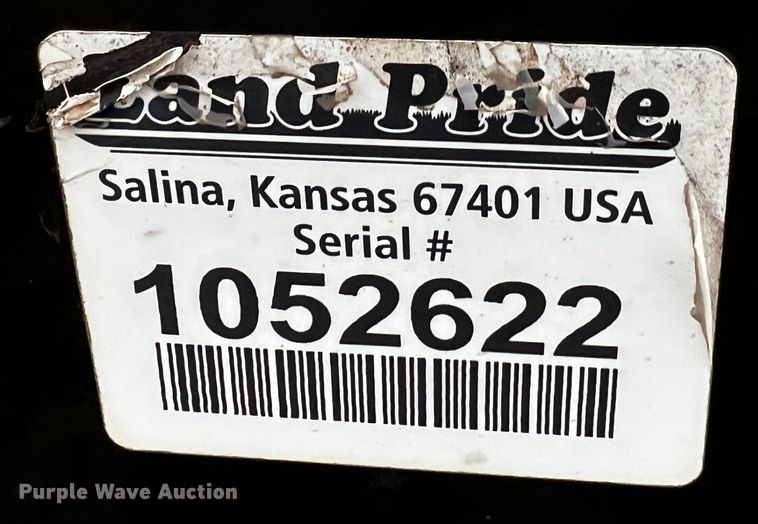 Land Pride
Salina, Kansas 67401 USA
Serial #
1052622
Purple Wave Auction